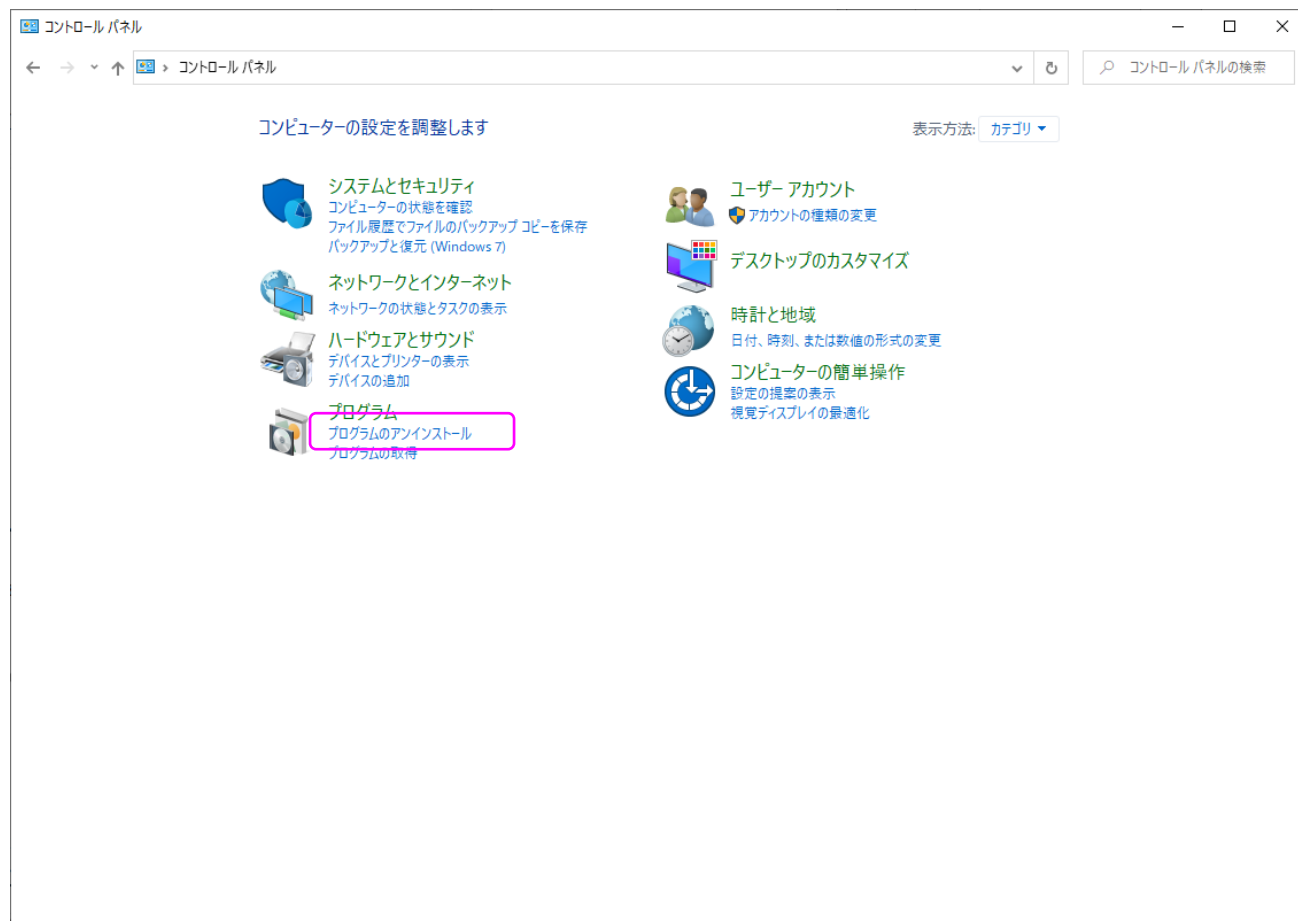 コントロール パネル
コントロール パネル
コントロール パネルの検索
コンピューターの設定を調整します
表示方法: カテゴリ
システムとセキュリティ
コンピューターの状態を確認
ファイル履歴でファイルのバックアップ コピーを保存
バックアップと復元 (Windows 7)
ネットワークとインターネット
ネットワークの状態とタスクの表示
ハードウェアとサウンド
デバイスとプリンターの表示
デバイスの追加
プログラム
プログラムのアンインストール
プログラムの取得
ユーザー アカウント
アカウントの種類の変更
デスクトップのカスタマイズ
時計と地域
日付、時刻、または数値の形式の変更
コンピューターの簡単操作
設定の提案の表示
視覚ディスプレイの最適化